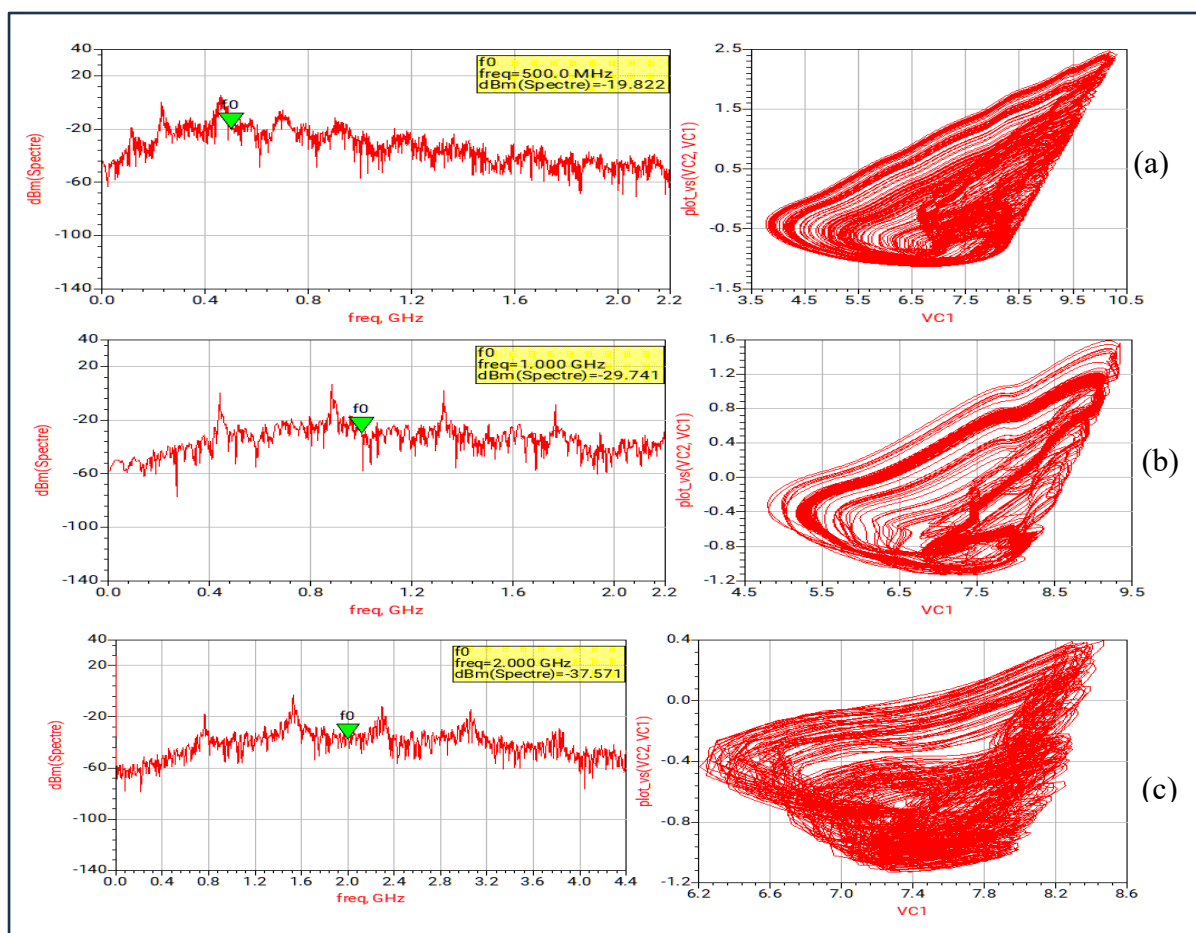 f0
freq=500.0 MHz
dBm(Spectre)=-19.822
dBm(Spectre)
40
20
-20
-60
-100
-140
f0
0.0 0.4 0.8 1.2 1.6 2.0 2.2
freq, GHz
plot_vs(VC2, VC1)
2.5
1.5
0.5
-0.5
-1.5
3.5 4.5 5.5 6.5 7.5 8.5 9.5 10.5
VC1
(a)
f0
freq=1.000 GHz
dBm(Spectre)=-29.741
dBm(Spectre)
40
20
-20
-60
-100
-140
f0
0.0 0.4 0.8 1.2 1.6 2.0 2.2
freq, GHz
plot_vs(VC2, VC1)
1.6
1.2
0.8
0.4
0.0
-0.4
-0.8
-1.2
4.5 5.5 6.5 7.5 8.5 9.5
VC1
(b)
f0
freq=2.000 GHz
dBm(Spectre)=-37.571
dBm(Spectre)
40
20
-20
-60
-100
-140
f0
0.0 0.4 0.8 1.2 1.6 2.0 2.4 2.8 3.2 3.6 4.0 4.4
freq, GHz
plot_vs(VC2, VC1)
0.4
0.0
-0.4
-0.8
-1.2
6.2 6.6 7.0 7.4 7.8 8.2 8.6
VC1
(c)